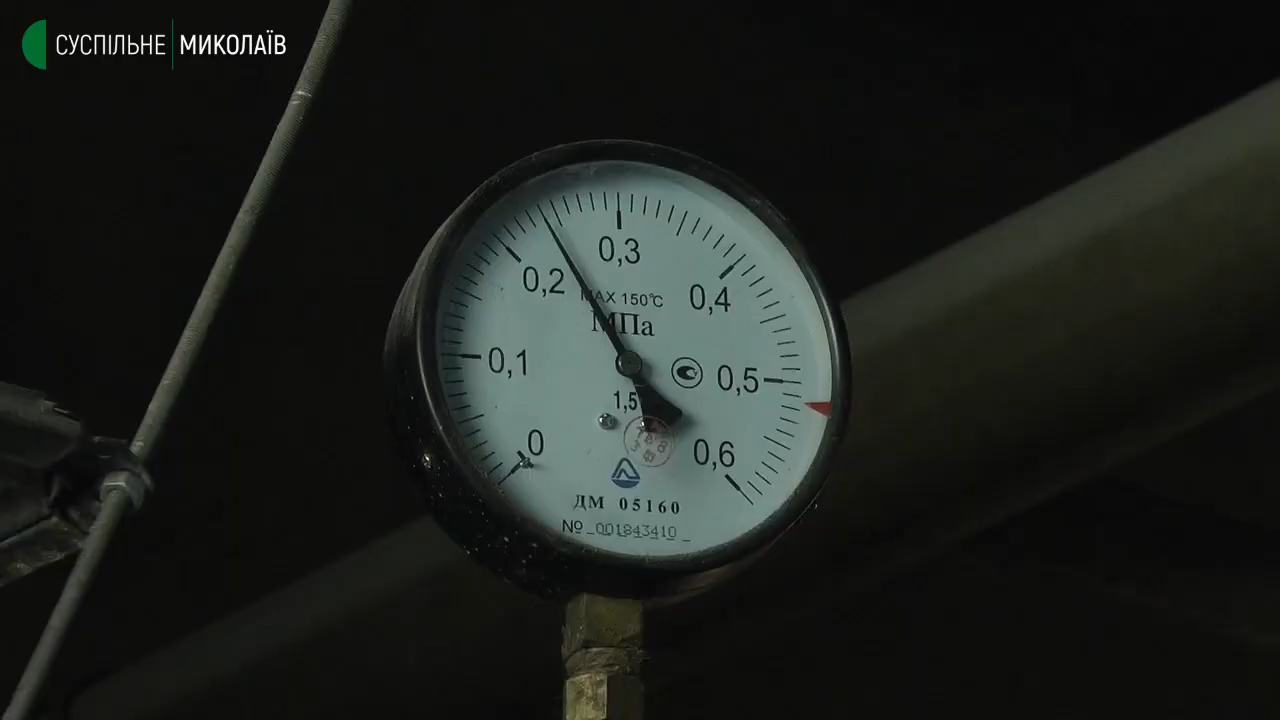 СУСПІЛЬНЕ МИКОЛАЇВ
0,3
0,2
0,4
MAX 150°C
МПа
0,1
0,5
1,5
0
0,6
ДМ 05160
№ 001843410